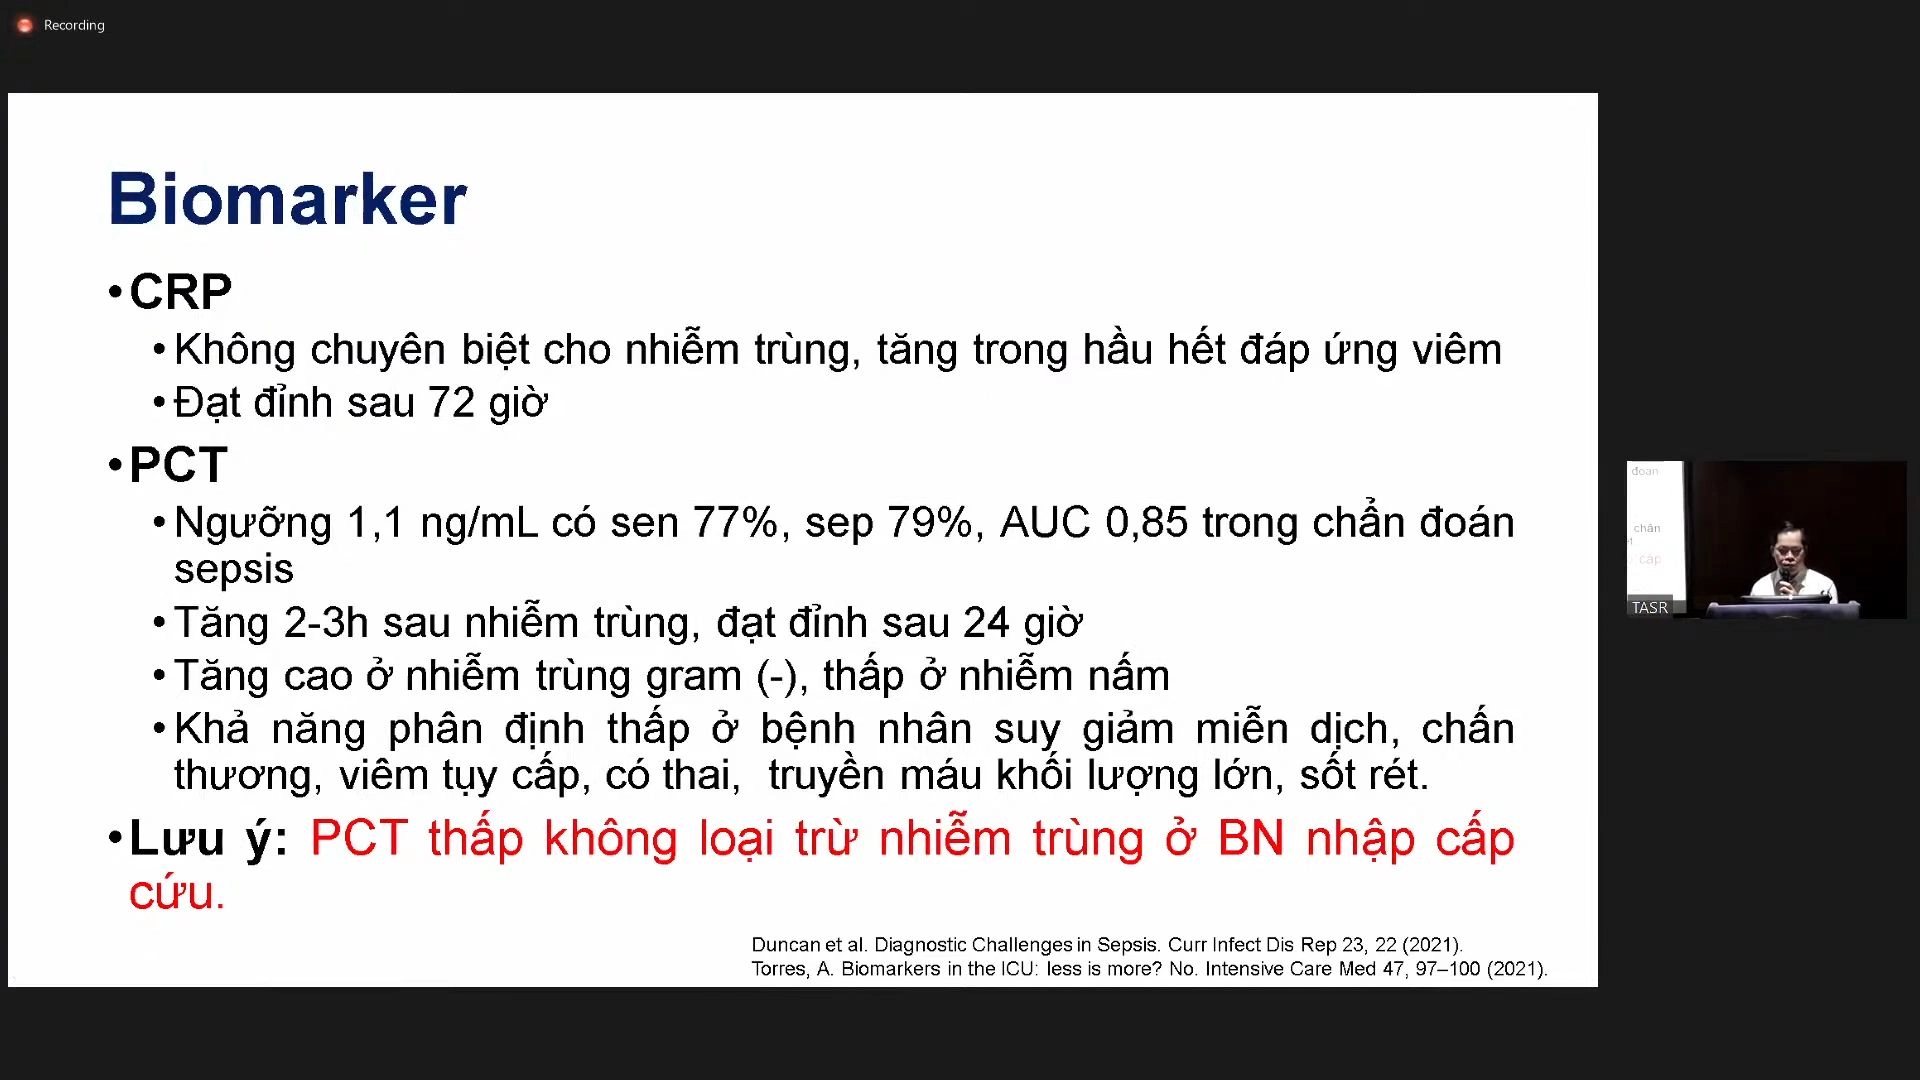 Recording
Biomarker
•CRP
•Không chuyên biệt cho nhiễm trùng, tăng trong hầu hết đáp ứng viêm
•Đạt đỉnh sau 72 giờ
•PCT
•Ngưỡng 1,1 ng/mL có sen 77%, sep 79%, AUC 0,85 trong chẩn đoán
sepsis
•Tăng 2-3h sau nhiễm trùng, đạt đỉnh sau 24 giờ
•Tăng cao ở nhiễm trùng gram (-), thấp ở nhiễm nấm
•Khả năng phân định thấp ở bệnh nhân suy giảm miễn dịch, chấn
thương, viêm tụy cấp, có thai, truyền máu khối lượng lớn, sốt rét.
•Lưu ý: PCT thấp không loại trừ nhiễm trùng ở BN nhập cấp
cứu.
Duncan et al. Diagnostic Challenges in Sepsis. Curr Infect Dis Rep 23, 22 (2021).
Torres, A. Biomarkers in the ICU: less is more? No. Intensive Care Med 47, 97–100 (2021).
TASR